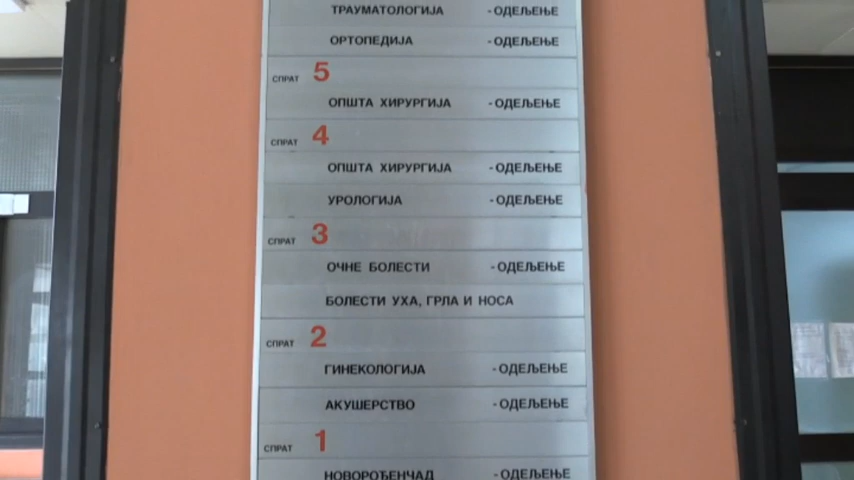 ТРАУМАТОЛОГИЈА -ОДЕЉЕЊЕ
ОРТОПЕДИЈА -ОДЕЉЕЊЕ
СПРАТ 5
ОПШТА ХИРУРГИЈА -ОДЕЉЕЊЕ
СПРАТ 4
ОПШТА ХИРУРГИЈА -ОДЕЉЕЊЕ
УРОЛОГИЈА -ОДЕЉЕЊЕ
СПРАТ 3
ОЧНЕ БОЛЕСТИ -ОДЕЉЕЊЕ
БОЛЕСТИ УХА, ГРЛА И НОСА
СПРАТ 2
ГИНЕКОЛОГИЈА -ОДЕЉЕЊЕ
АКУШЕРСТВО -ОДЕЉЕЊЕ
СПРАТ 1
НОВОРОЂЕНЧАД -ОДЕЉЕЊЕ